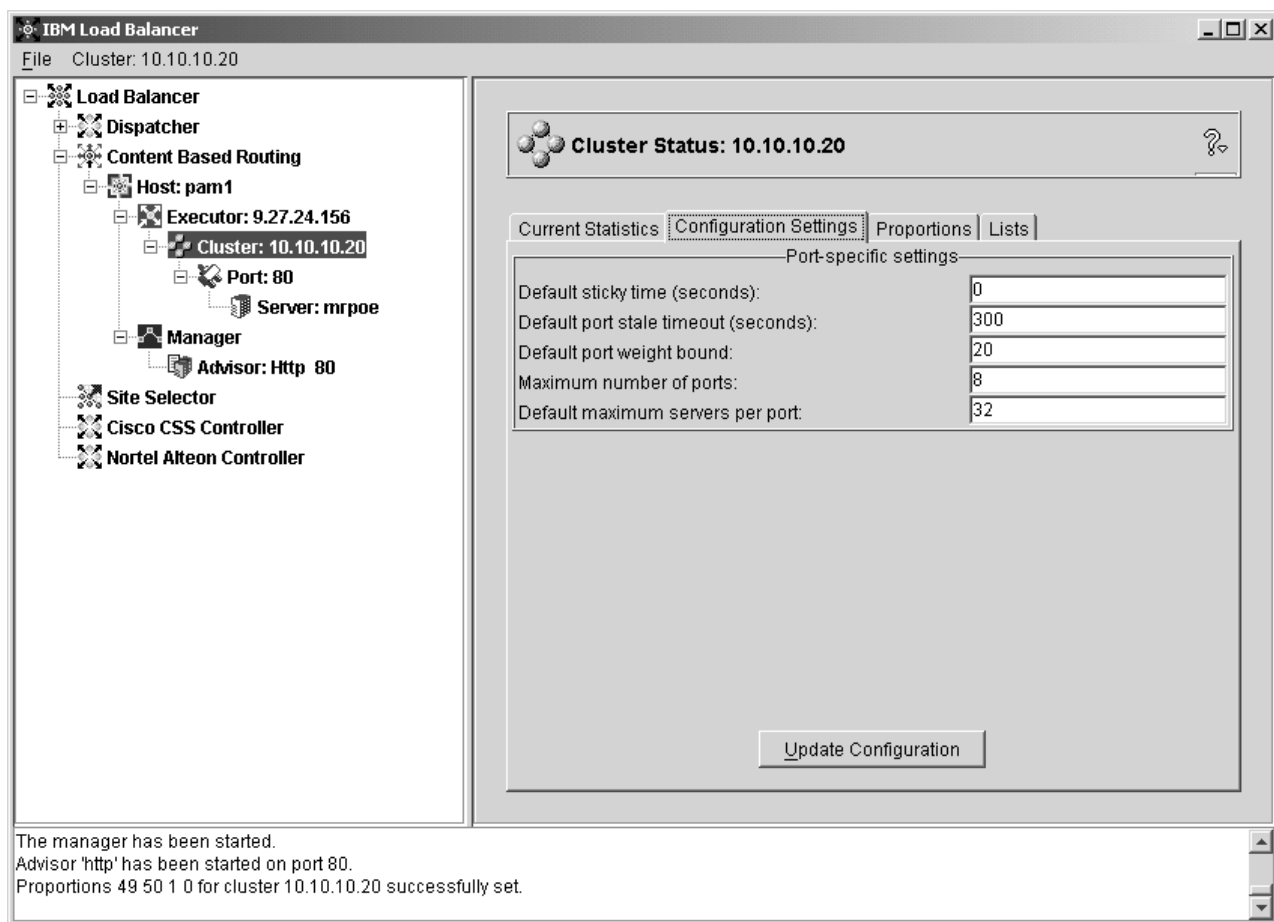 IBM Load Balancer
File Cluster: 10.10.10.20
Load Balancer
Dispatcher
Content Based Routing
Host: pam1
Executor: 9.27.24.156
Cluster: 10.10.10.20
Port: 80
Server: mrpoe
Manager
Advisor: Http 80
Site Selector
Cisco CSS Controller
Nortel Alteon Controller
Cluster Status: 10.10.10.20
?
Current Statistics Configuration Settings Proportions Lists
Port-specific settings
Default sticky time (seconds): 0
Default port stale timeout (seconds): 300
Default port weight bound: 20
Maximum number of ports: 8
Default maximum servers per port: 32
Update Configuration
The manager has been started.
Advisor 'http' has been started on port 80.
Proportions 49 50 1 0 for cluster 10.10.10.20 successfully set.